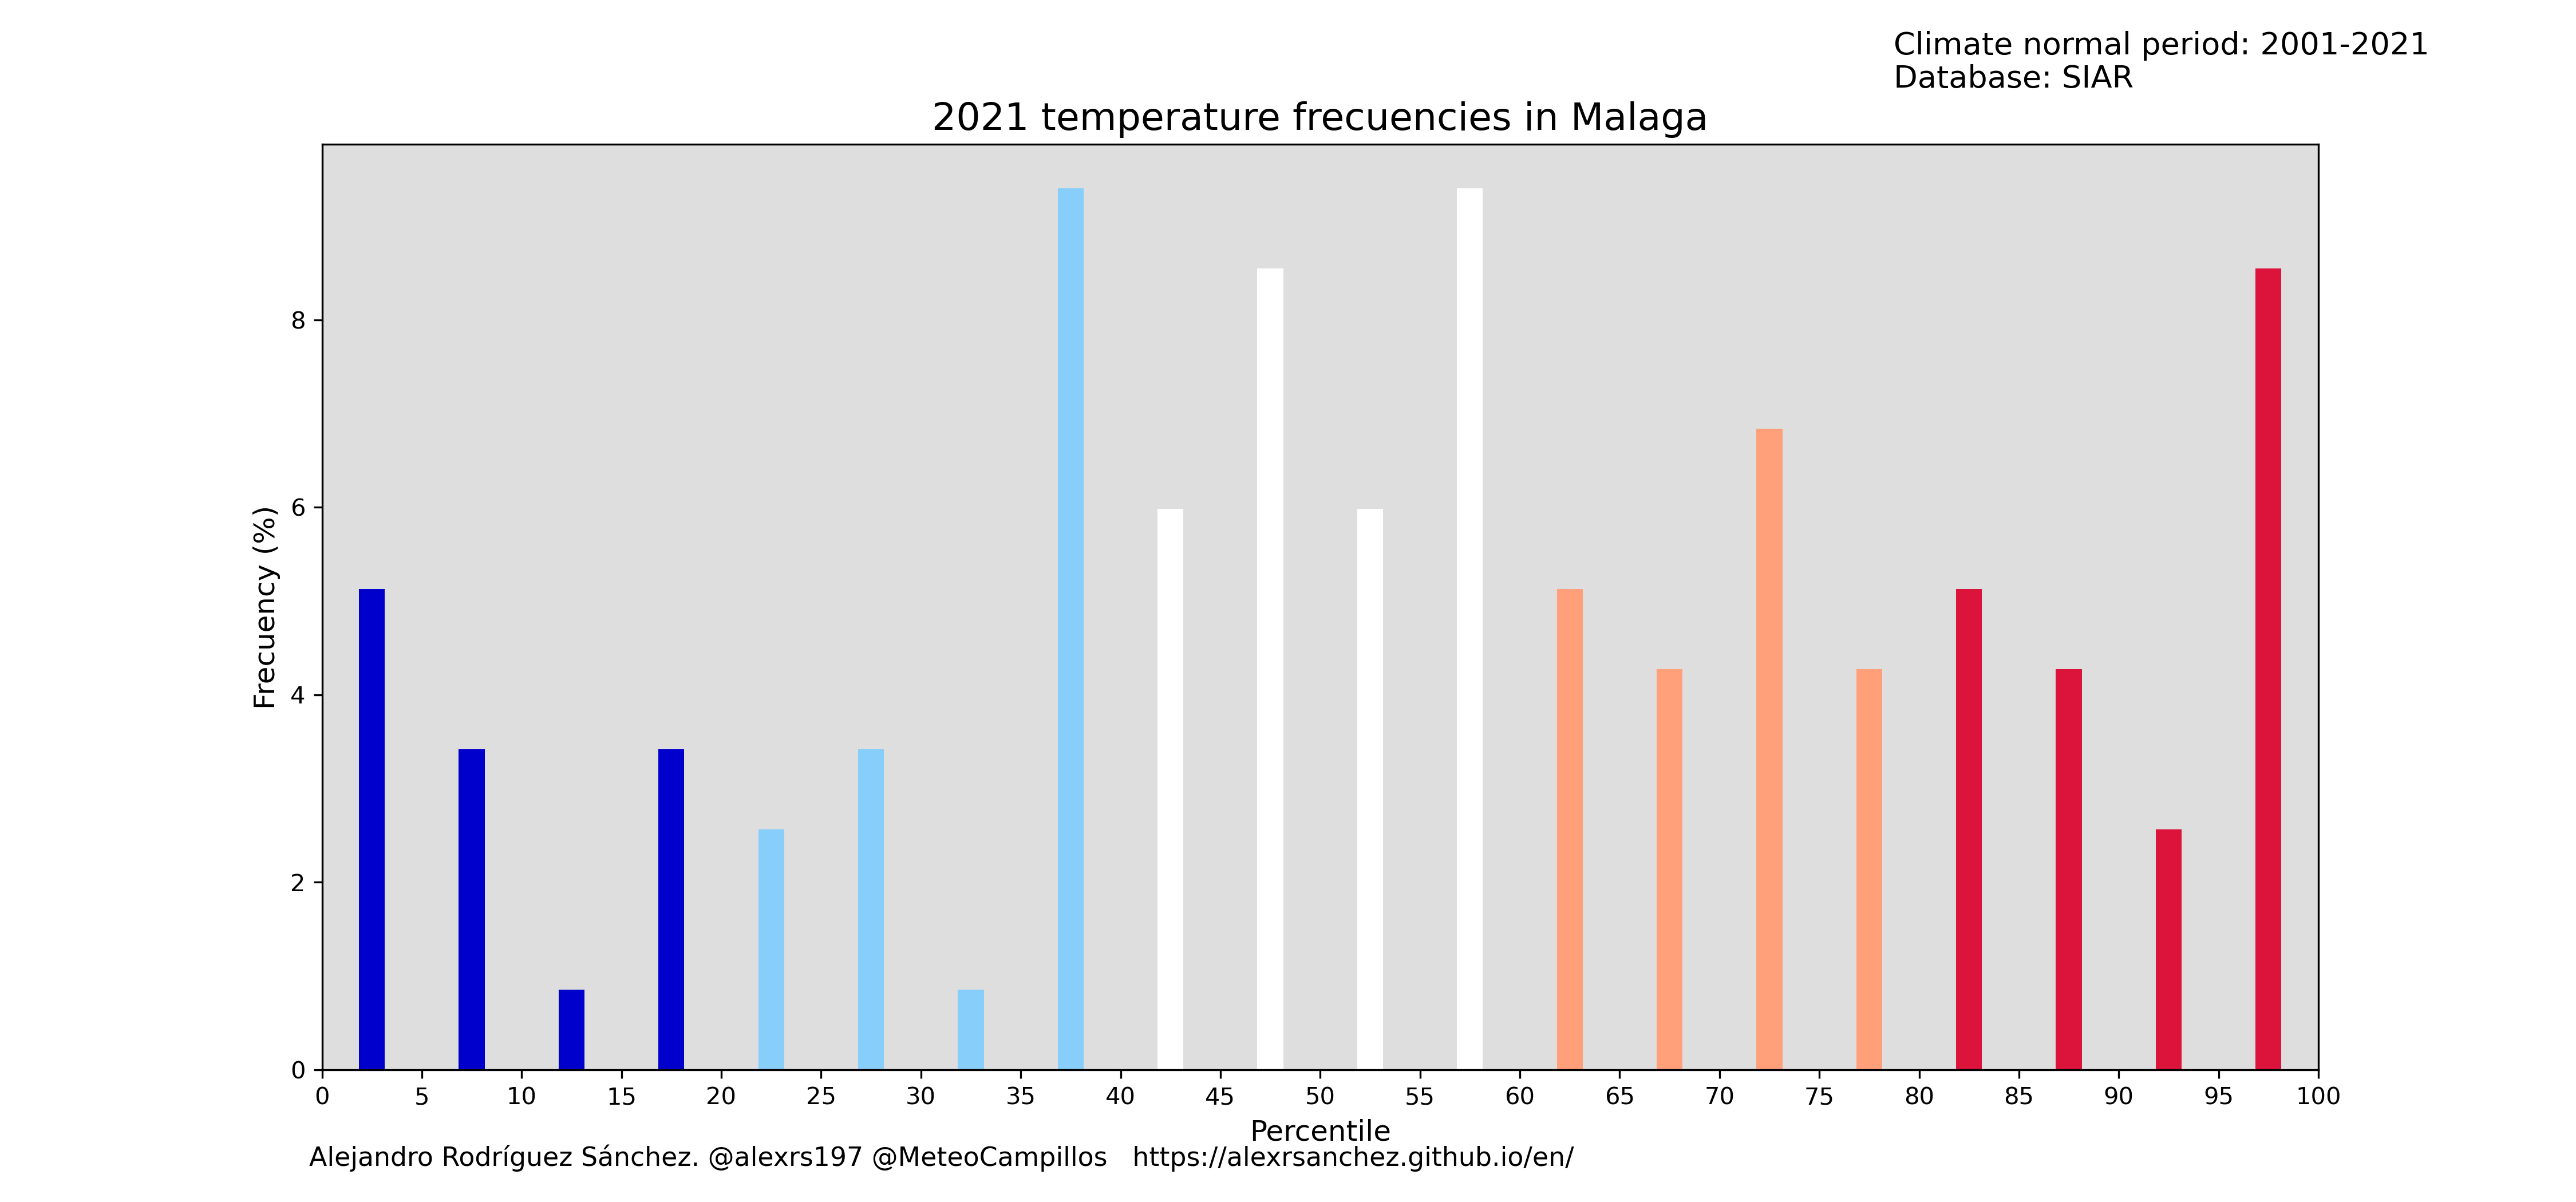 Climate normal period: 2001-2021
Database: SIAR
2021 temperature frecuencies in Malaga
Frecuency (%)
8
6
4
2
0
0 5 10 15 20 25 30 35 40 45 50 55 60 65 70 75 80 85 90 95 100
Percentile
Alejandro Rodríguez Sánchez. @alexrs197 @MeteoCampillos https://alexrsanchez.github.io/en/